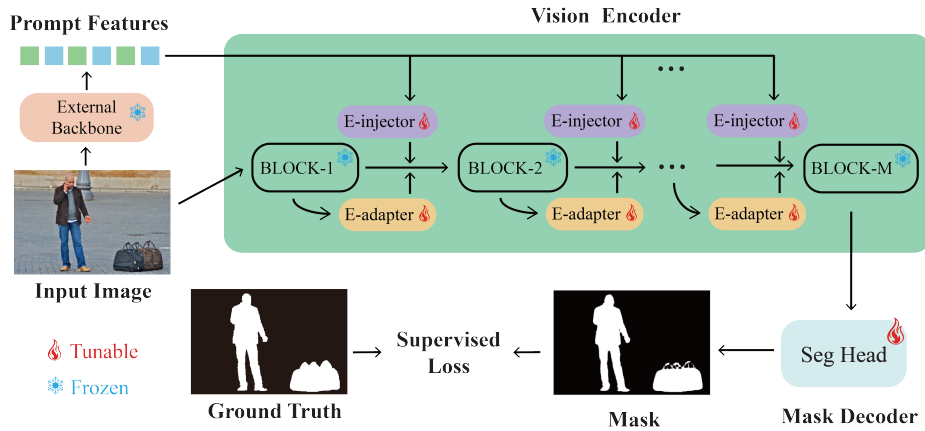 Vision Encoder
Prompt Features
External
Backbone
E-injector
E-injector
E-injector
BLOCK-1
BLOCK-2
BLOCK-M
E-adapter
E-adapter
E-adapter
Input Image
Tunable
Frozen
Ground Truth
Supervised
Loss
Mask
Seg Head
Mask Decoder